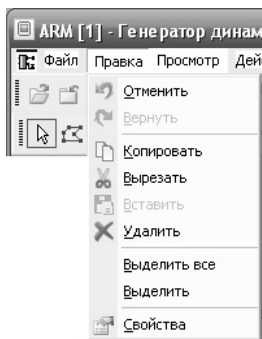 ARM [1] - Генератор динам
Файл Правка Просмотр Дей
Отменить
Вернуть
Копировать
Вырезать
Вставить
Удалить
Выделить все
Выделить
Свойства